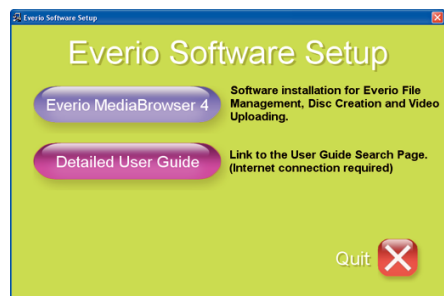 Everio Software Setup
Everio Software Setup
Everio MediaBrowser 4
Software installation for Everio File
Management, Disc Creation and Video
Uploading.
Detailed User Guide
Link to the User Guide Search Page.
(Internet connection required)
Quit